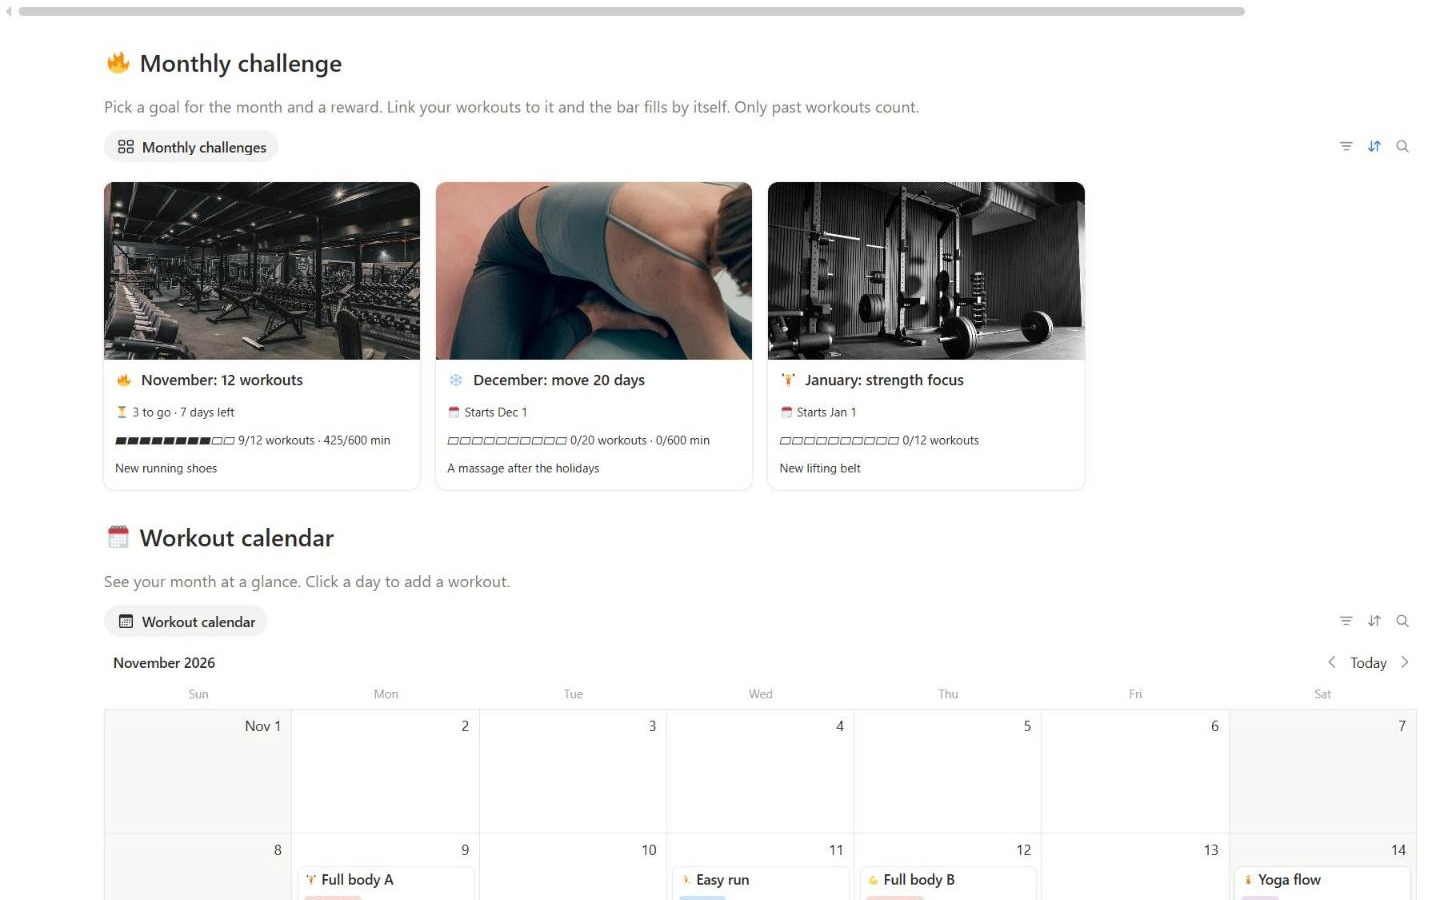 Monthly challenge
Pick a goal for the month and a reward. Link your workouts to it and the bar fills by itself. Only past workouts count.
Monthly challenges
November: 12 workouts
3 to go · 7 days left
9/12 workouts · 425/600 min
New running shoes
December: move 20 days
Starts Dec 1
0/20 workouts · 0/600 min
A massage after the holidays
January: strength focus
Starts Jan 1
0/12 workouts
New lifting belt
Workout calendar
See your month at a glance. Click a day to add a workout.
Workout calendar
November 2026
Today
Sun Mon Tue Wed Thu Fri Sat
Nov 1 2 3 4 5 6 7
8 9 10 11 12 13 14
Full body A Easy run Full body B Yoga flow